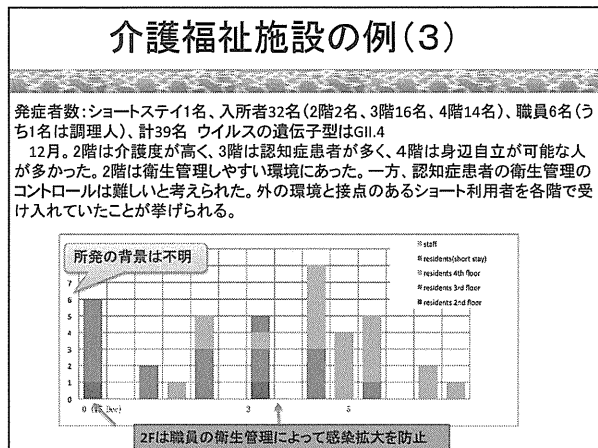 介護福祉施設の例(3)
発症者数:ショートステイ1名、入所者32名(2階2名、3階16名、4階14名)、職員6名(う
ち1名は調理人)、計39名 ウイルスの遺伝子型はGII.4
12月。2階は介護度が高く、3階は認知症患者が多く、4階は身辺自立が可能な人
が多かった。2階は衛生管理しやすい環境にあった。一方、認知症患者の衛生管理の
コントロールは難しいと考えられた。外の環境と接点のあるショート利用者を各階で受
け入れていたことが挙げられる。
所発の背景は不明
staff
residents(short stay)
residents 4th floor
residents 3rd floor
residents 2nd floor
7
6
5
4
3
2
1
0
Dec)
3
5
2Fは職員の衛生管理によって感染拡大を防止